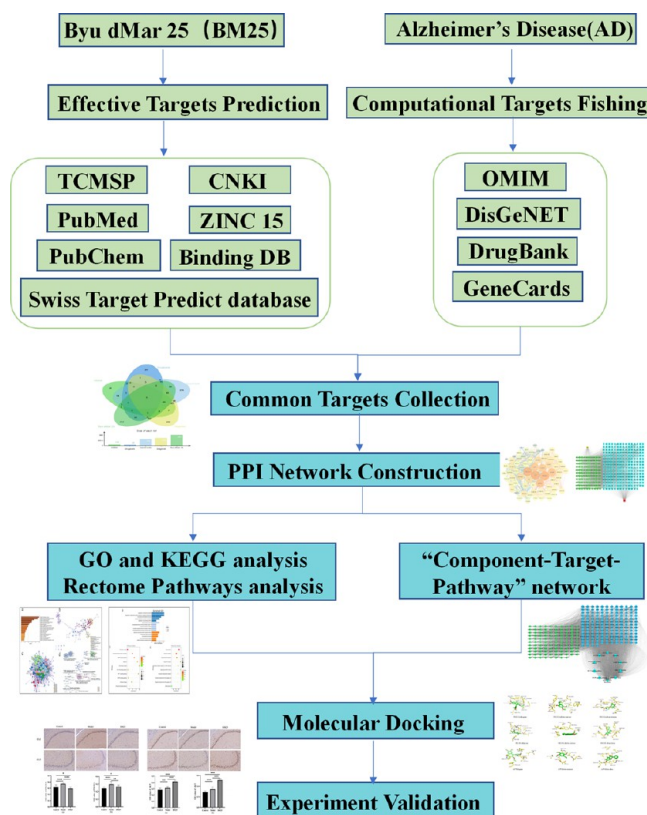 Byu dMar 25（BM25）
Alzheimer's Disease(AD)
Effective Targets Prediction
Computational Targets Fishing
TCMSP
CNKI
PubMed
ZINC 15
PubChem
Binding DB
Swiss Target Predict database
OMIM
DisGeNET
DrugBank
GeneCards
Common Targets Collection
PPI Network Construction
GO and KEGG analysis
Rectome Pathways analysis
“Component-Target-
Pathway” network
Molecular Docking
Experiment Validation